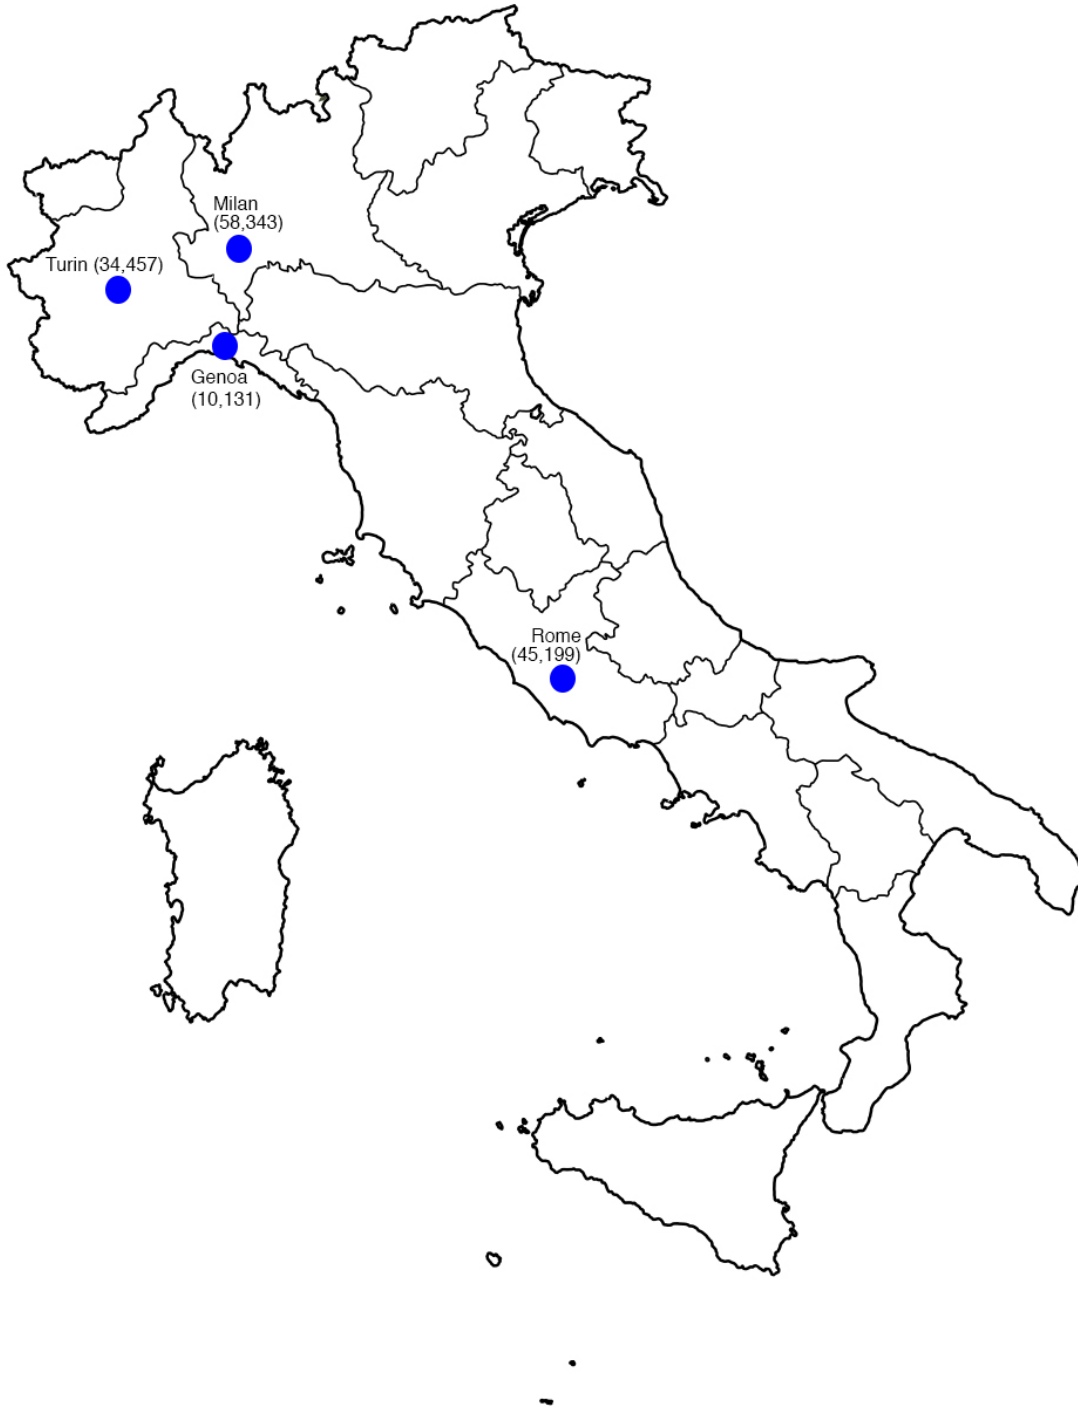 Milan
(58,343)
Turin (34,457)
Genoa
(10,131)
Rome
(45,199)